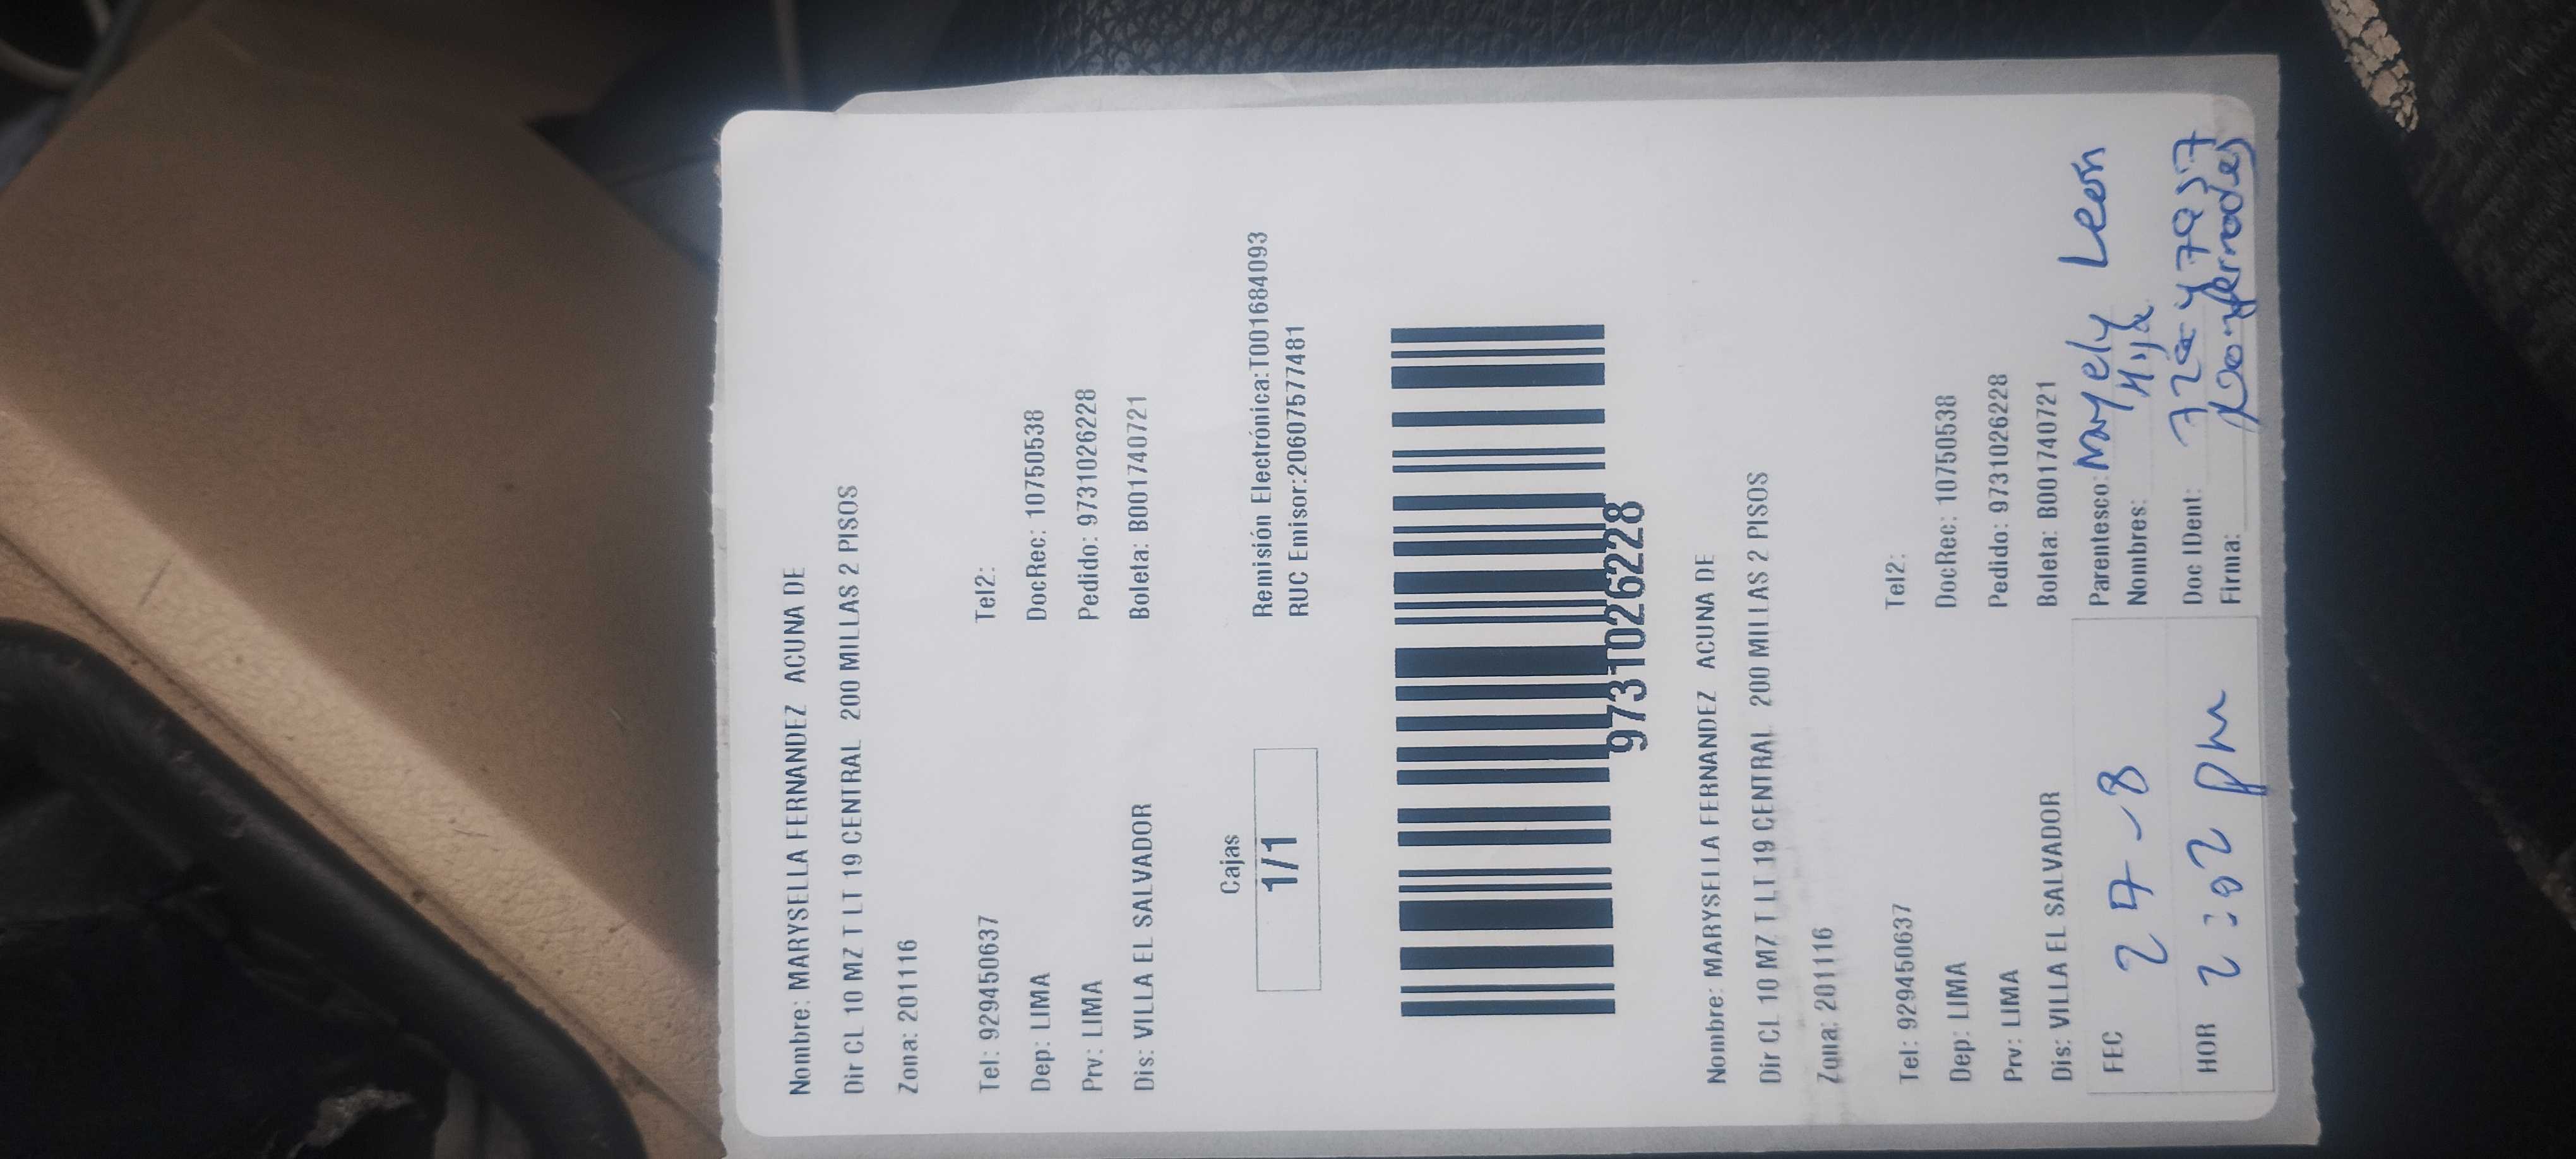 Nombre: MARYSELLA FERNANDEZ ACUNA DE
Dir CL 10 MZ T LT 19 CENTRAL 200 MILLAS 2 PISOS
Zona: 201116
Tel: 929450637 Tel2:
Dep: LIMA DocRec: 10750538
Prv: LIMA Pedido: 9731026228
Dis: VILLA EL SALVADOR Boleta: B001740721
Cajas
1/1
Remisión Electrónica:T001684093
RUC Emisor:20607577481
9731026228
Nombre: MARYSELLA FERNANDEZ ACUNA DE
Dir CL 10 MZ T LT 19 CENTRAL 200 MILLAS 2 PISOS
Zona: 201116
Tel: 929450637 Tel2:
Dep: LIMA DocRec: 10750538
Prv: LIMA Pedido: 9731026228
Dis: VILLA EL SALVADOR Boleta: B001740721
FEC 27-8
HOR 2:02 pm
Parentesco: Leon
Nombres: Hija
Doc IDent:
Firma: